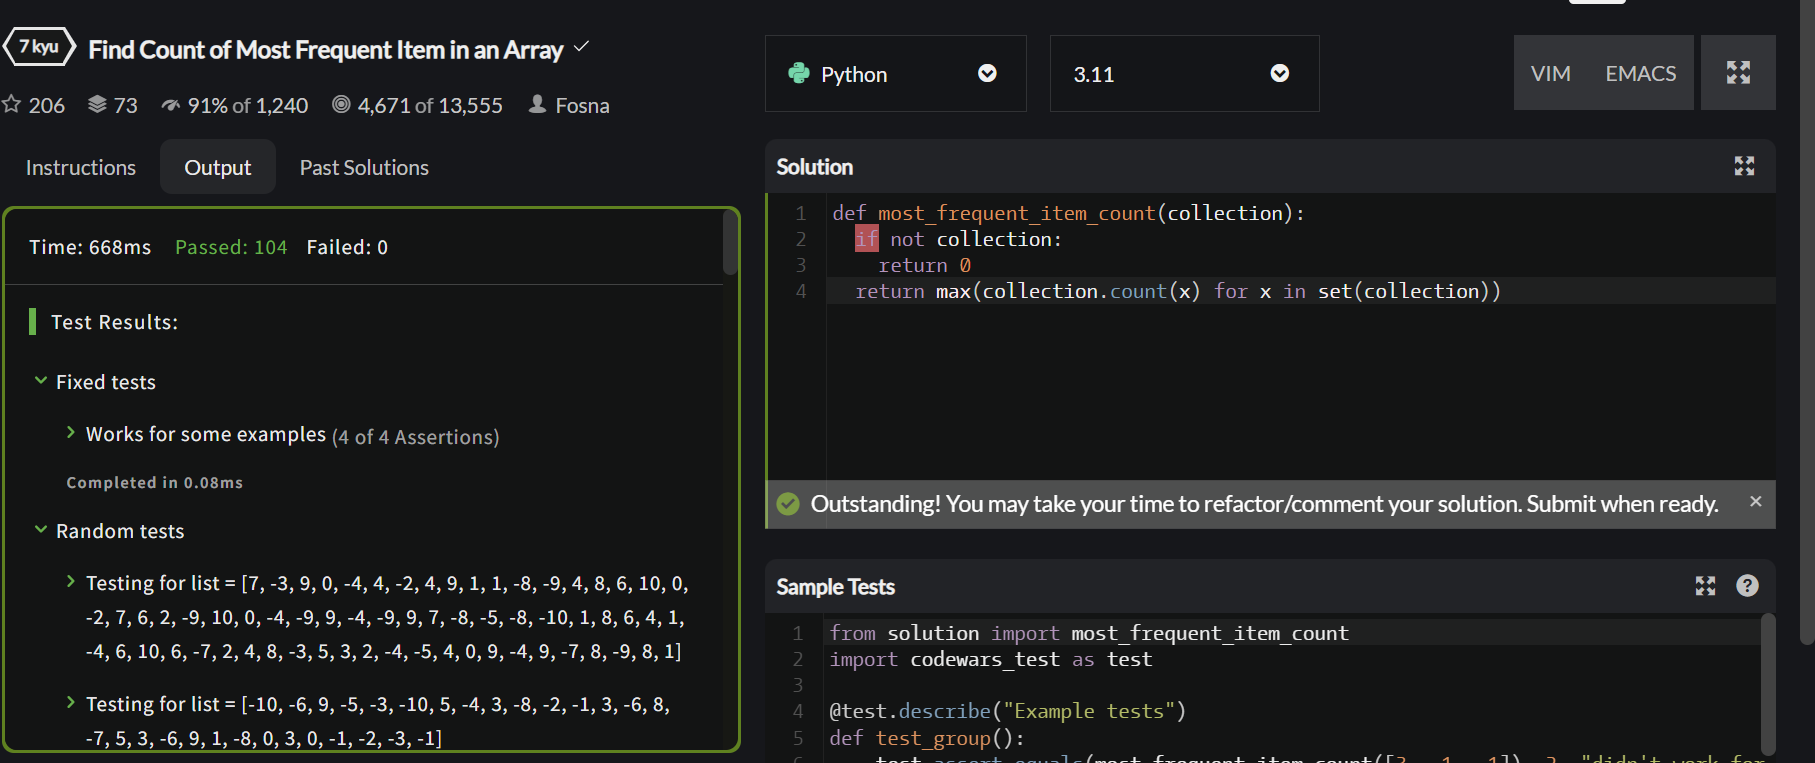 7 kyu
Find Count of Most Frequent Item in an Array
206 73 91% of 1,240 4,671 of 13,555 Fosna
Instructions Output Past Solutions
Time: 668ms Passed: 104 Failed: 0
Test Results:
Fixed tests
Works for some examples (4 of 4 Assertions)
Completed in 0.08ms
Random tests
Testing for list = [7, -3, 9, 0, -4, 4, -2, 4, 9, 1, 1, -8, -9, 4, 8, 6, 10, 0,
-2, 7, 6, 2, -9, 10, 0, -4, -9, 9, -4, -9, 9, 7, -8, -5, -8, -10, 1, 8, 6, 4, 1,
-4, 6, 10, 6, -7, 2, 4, 8, -3, 5, 3, 2, -4, -5, 4, 0, 9, -4, 9, -7, 8, -9, 8, 1]
Testing for list = [-10, -6, 9, -5, -3, -10, 5, -4, 3, -8, -2, -1, 3, -6, 8,
-7, 5, 3, -6, 9, 1, -8, 0, 3, 0, -1, -2, -3, -1]
Python 3.11 VIM EMACS
Solution
1 def most_frequent_item_count(collection):
2 if not collection:
3 return 0
4 return max(collection.count(x) for x in set(collection))
Outstanding! You may take your time to refactor/comment your solution. Submit when ready.
Sample Tests
1 from solution import most_frequent_item_count
2 import codewars_test as test
3
4 @test.describe("Example tests")
5 def test_group():